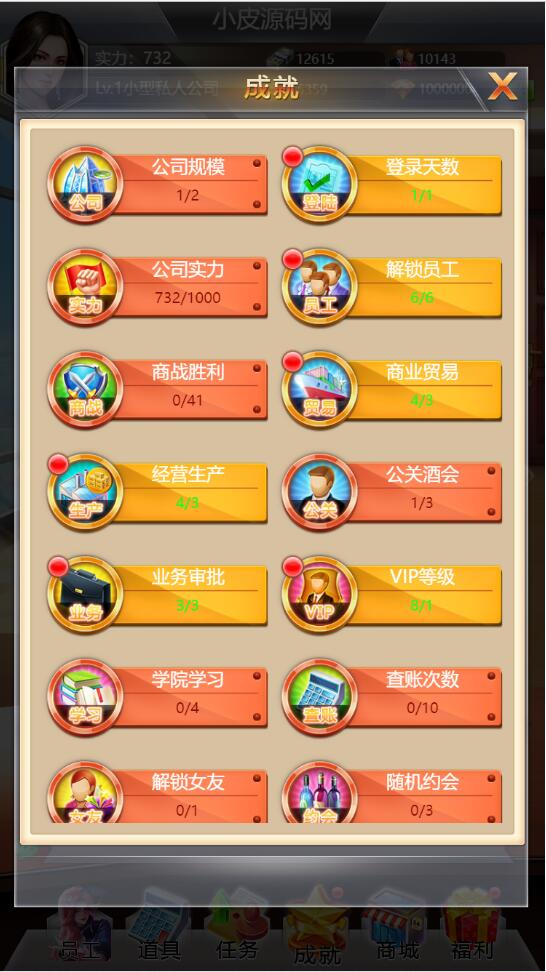 小皮源码网
实力：732
12615
10143
Lv.1小型私人公司
成就
公司规模
1/2
公司
登录天数
1/1
登陆
公司实力
732/1000
实力
解锁员工
6/6
员工
商战胜利
0/41
商战
商业贸易
4/3
贸易
经营生产
4/3
生产
公关酒会
1/3
公关
业务审批
3/3
业务
VIP等级
8/1
VIP
学院学习
0/4
学习
查账次数
0/10
查账
解锁女友
0/1
女友
随机约会
0/3
约会
员工
道具
任务
成就
商城
福利